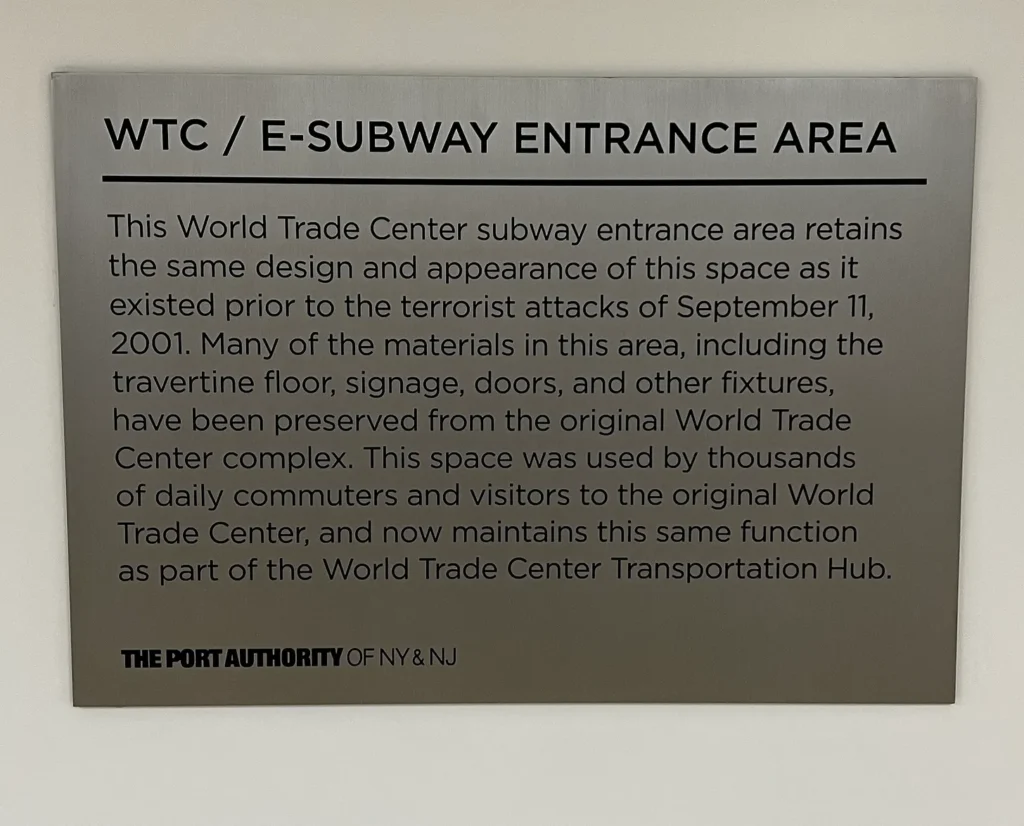 WTC / E-SUBWAY ENTRANCE AREA
This World Trade Center subway entrance area retains
the same design and appearance of this space as it
existed prior to the terrorist attacks of September 11,
2001. Many of the materials in this area, including the
travertine floor, signage, doors, and other fixtures,
have been preserved from the original World Trade
Center complex. This space was used by thousands
of daily commuters and visitors to the original World
Trade Center, and now maintains this same function
as part of the World Trade Center Transportation Hub.
THE PORT AUTHORITY OF NY & NJ